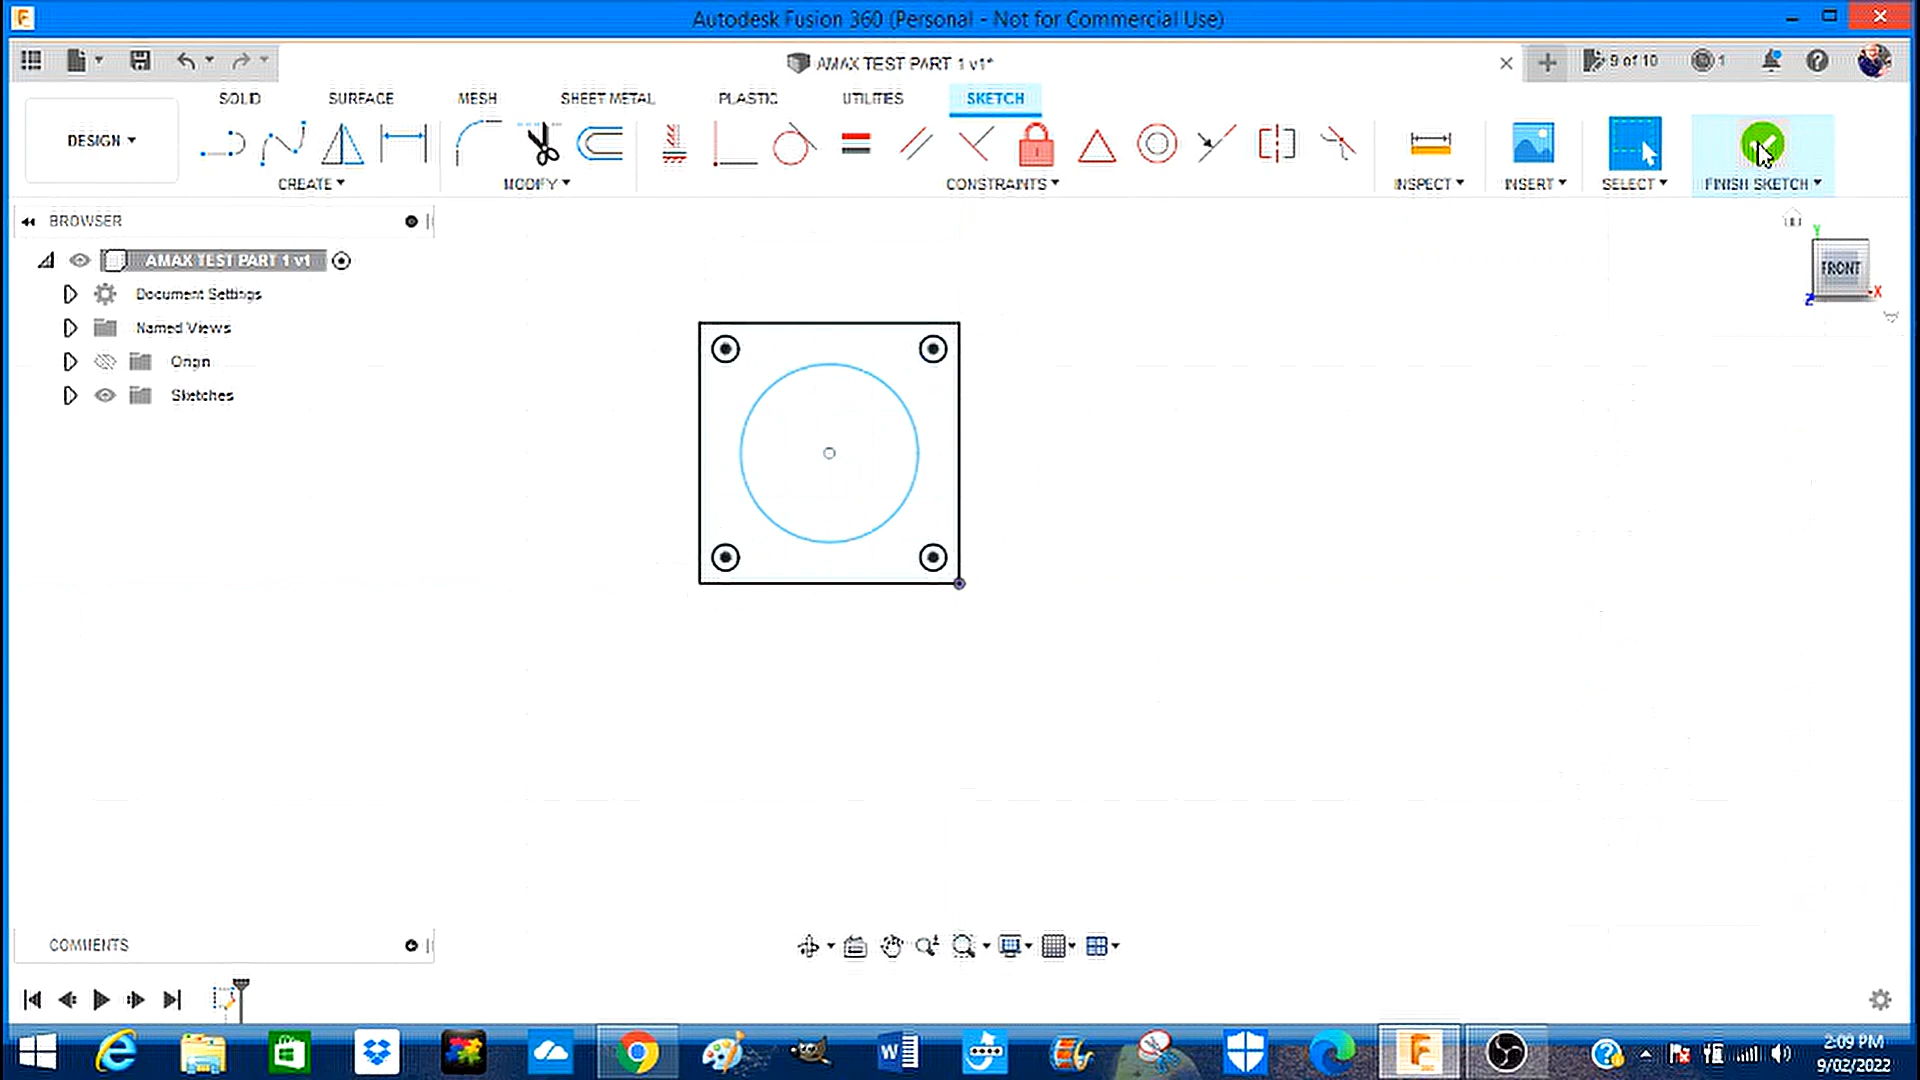 Autodesk Fusion 360 (Personal - Not for Commercial Use)
AMAX TEST PART 1 v1*
9 of 10
1
SOLID
SURFACE
MESH
SHEET METAL
PLASTIC
UTILITIES
SKETCH
DESIGN
CREATE
MODIFY
CONSTRAINTS
INSPECT
INSERT
SELECT
FINISH SKETCH
BROWSER
AMAX TEST PART 1 v1
Document Settings
Named Views
Origin
Sketches
Y
FRONT
X
Z
COMMENTS
2:09 PM
9/02/2022